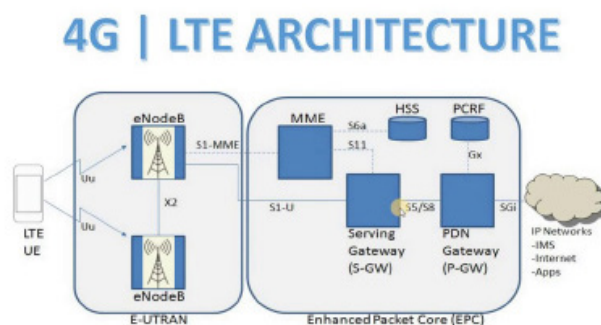 4G | LTE ARCHITECTURE
eNodeB
MME
HSS
PCRF
S6a
S1-MME
S11
Uu
Gx
X2
S1-U
S5/S8
SGi
LTE
UE
Uu
Serving
Gateway
(S-GW)
PDN
Gateway
(P-GW)
IP Networks
-IMS
-Internet
-Apps
eNodeB
E-UTRAN
Enhanced Packet Core (EPC)